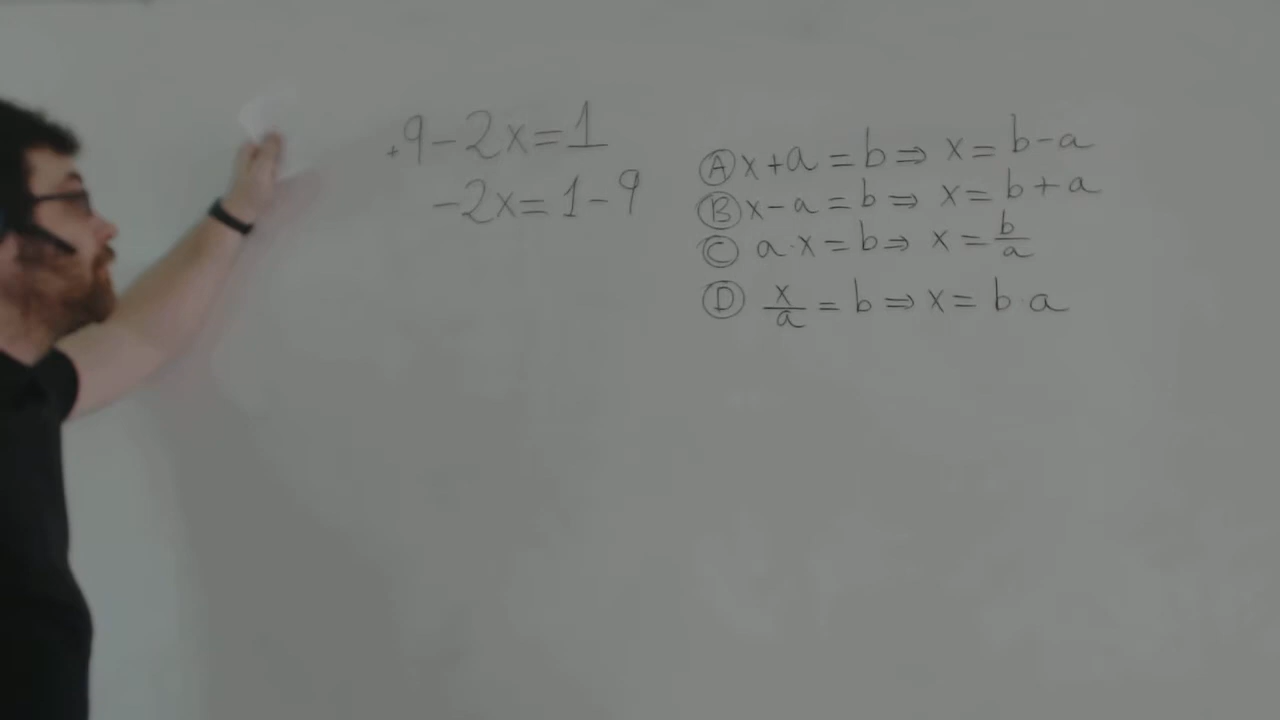 +9-2x=1
-2x=1-9
Ⓐ x+a=b⇒ x=b-a
Ⓑ x-a=b⇒ x=b+a
Ⓒ a·x=b⇒ x=b/a
Ⓓ x/a=b⇒x=b·a